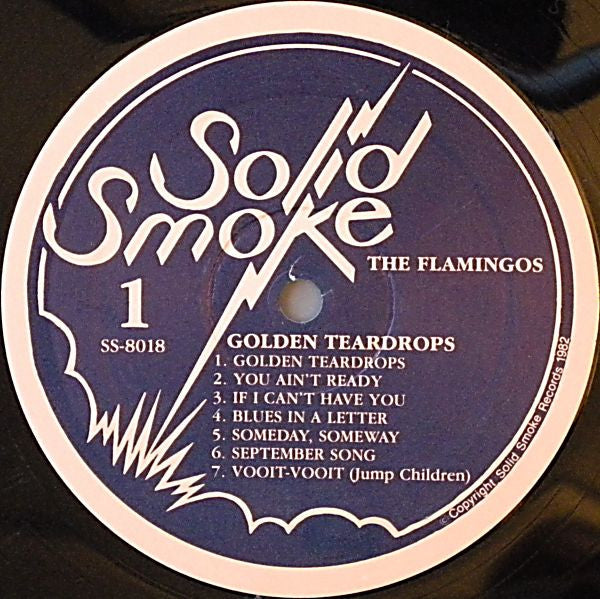 Solid
Smoke
THE FLAMINGOS
1
SS-8018
GOLDEN TEARDROPS
1. GOLDEN TEARDROPS
2. YOU AIN'T READY
3. IF I CAN'T HAVE YOU
4. BLUES IN A LETTER
5. SOMEDAY, SOMEWAY
6. SEPTEMBER SONG
7. VOOIT-VOOIT (Jump Children)
© Copyright Solid Smoke Records 1982